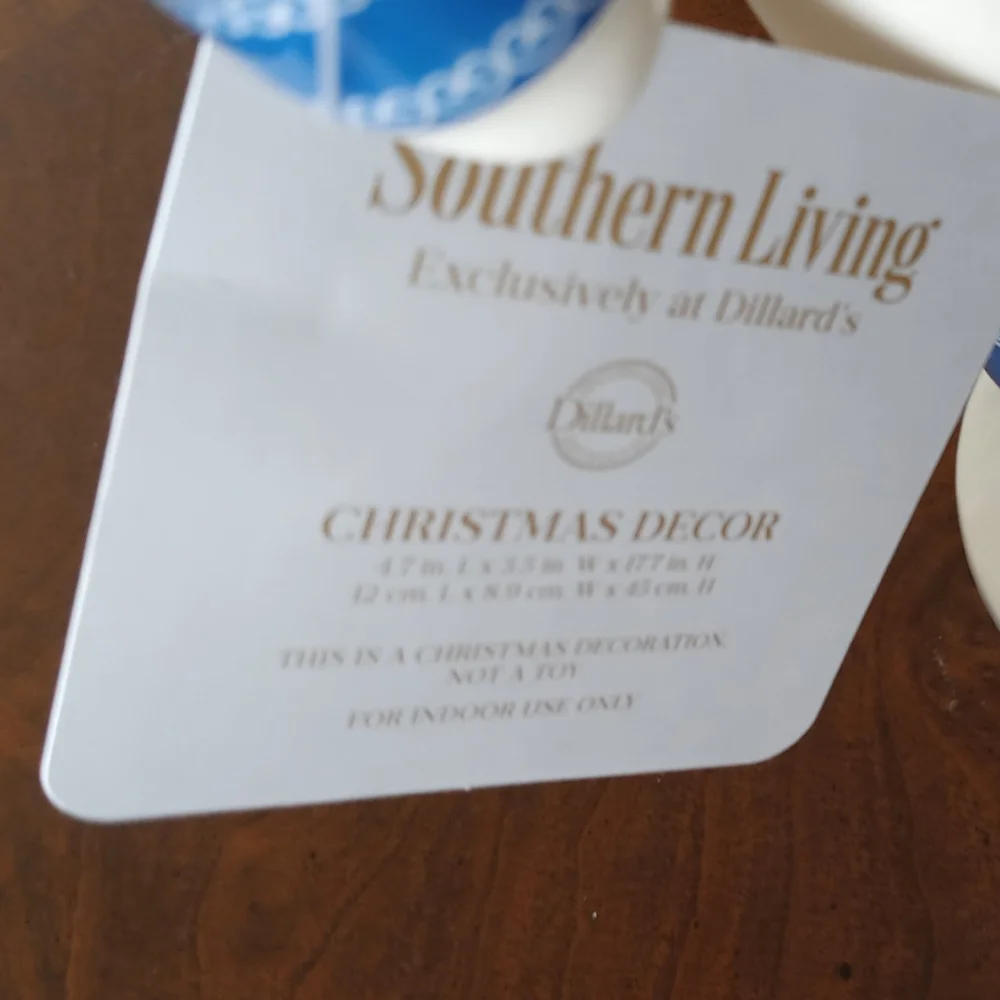 Southern Living
Exclusively at Dillard's
Dillard's
CHRISTMAS DECOR
4.7 in. L x 3.5 in. W x 17.7 in. H
12 cm. L x 8.9 cm. W x 45 cm. H
THIS IS A CHRISTMAS DECORATION.
NOT A TOY
FOR INDOOR USE ONLY